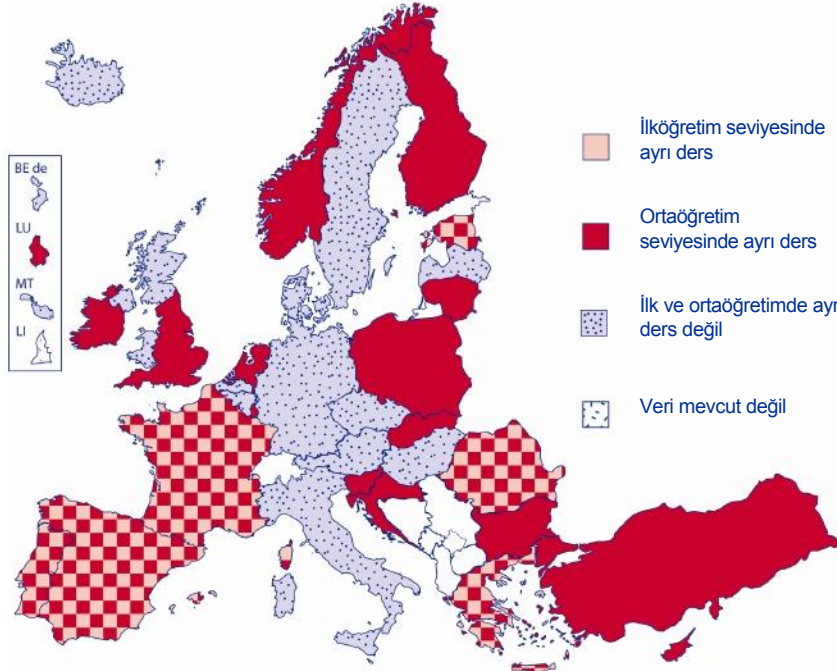 BE de
LU
MT
LI
İlköğretim seviyesinde
ayrı ders
Ortaöğretim
seviyesinde ayrı ders
İlk ve ortaöğretimde ayr
ders değil
Veri mevcut değil